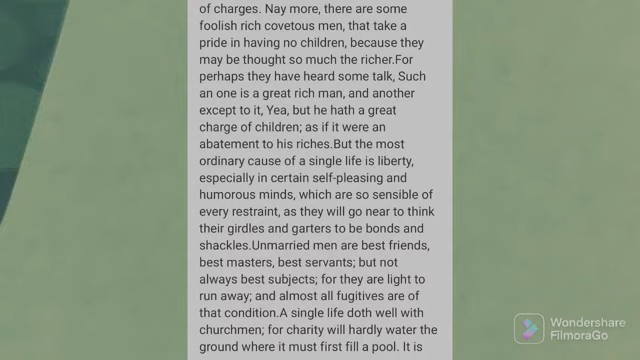 of charges. Nay more, there are some
foolish rich covetous men, that take a
pride in having no children, because they
may be thought so much the richer.For
perhaps they have heard some talk, Such
an one is a great rich man, and another
except to it, Yea, but he hath a great
charge of children; as if it were an
abatement to his riches.But the most
ordinary cause of a single life is liberty,
especially in certain self-pleasing and
humorous minds, which are so sensible of
every restraint, as they will go near to think
their girdles and garters to be bonds and
shackles.Unmarried men are best friends,
best masters, best servants; but not
always best subjects; for they are light to
run away; and almost all fugitives are of
that condition.A single life doth well with
churchmen; for charity will hardly water the
ground where it must first fill a pool. It is
Wondershare
FilmoraGo